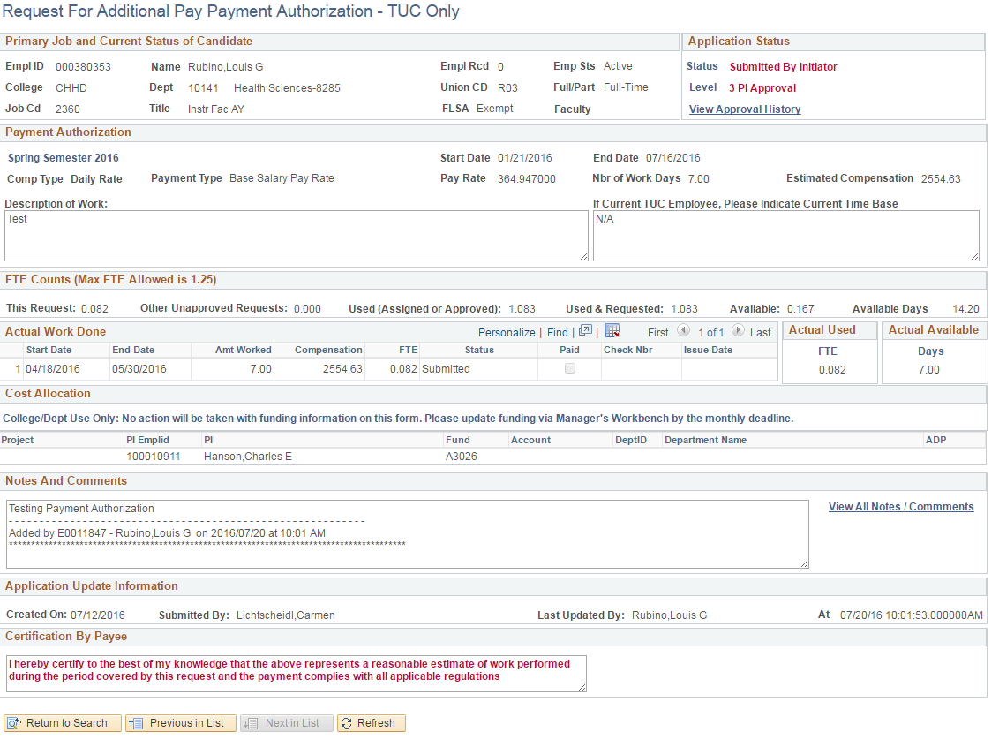 Request For Additional Pay Payment Authorization - TUC Only
Primary Job and Current Status of Candidate
Application Status
Empl ID 000380353 Name Rubino,Louis G Empl Rcd 0 Emp Sts Active
Status Submitted By Initiator
College CHHD Dept 10141 Health Sciences-8285 Union CD R03 Full/Part Full-Time
Level 3 PI Approval
Job Cd 2360 Title Instr Fac AY FLSA Exempt Faculty
View Approval History
Payment Authorization
Spring Semester 2016 Start Date 01/21/2016 End Date 07/16/2016
Comp Type Daily Rate Payment Type Base Salary Pay Rate Pay Rate 364.947000 Nbr of Work Days 7.00 Estimated Compensation 2554.63
Description of Work: If Current TUC Employee, Please Indicate Current Time Base
Test N/A
FTE Counts (Max FTE Allowed is 1.25)
This Request: 0.082 Other Unapproved Requests: 0.000 Used (Assigned or Approved): 1.083 Used & Requested: 1.083 Available: 0.167 Available Days 14.20
Actual Work Done Personalize | Find | | First 1 of 1 Last
Actual Used Actual Available
Start Date End Date Amt Worked Compensation FTE Status Paid Check Nbr Issue Date
FTE Days
1 04/18/2016 05/30/2016 7.00 2554.63 0.082 Submitted
0.082 7.00
Cost Allocation
College/Dept Use Only: No action will be taken with funding information on this form. Please update funding via Manager's Workbench by the monthly deadline.
Project PI Emplid PI Fund Account DeptID Department Name ADP
100010911 Hanson,Charles E A3026
Notes And Comments
Testing Payment Authorization
View All Notes / Commments
- - - - - - - - - - - - - - - - - - - - - - - - - - - - - - - - - - - - - - - - - - - - - - - - - - - - - - - - - -
Added by E0011847 - Rubino,Louis G on 2016/07/20 at 10:01 AM
******************************************************************************************
Application Update Information
Created On: 07/12/2016 Submitted By: Lichtscheidl,Carmen Last Updated By: Rubino,Louis G At 07/20/16 10:01:53.000000AM
Certification By Payee
I hereby certify to the best of my knowledge that the above represents a reasonable estimate of work performed
during the period covered by this request and the payment complies with all applicable regulations
Return to Search Previous in List Next in List Refresh